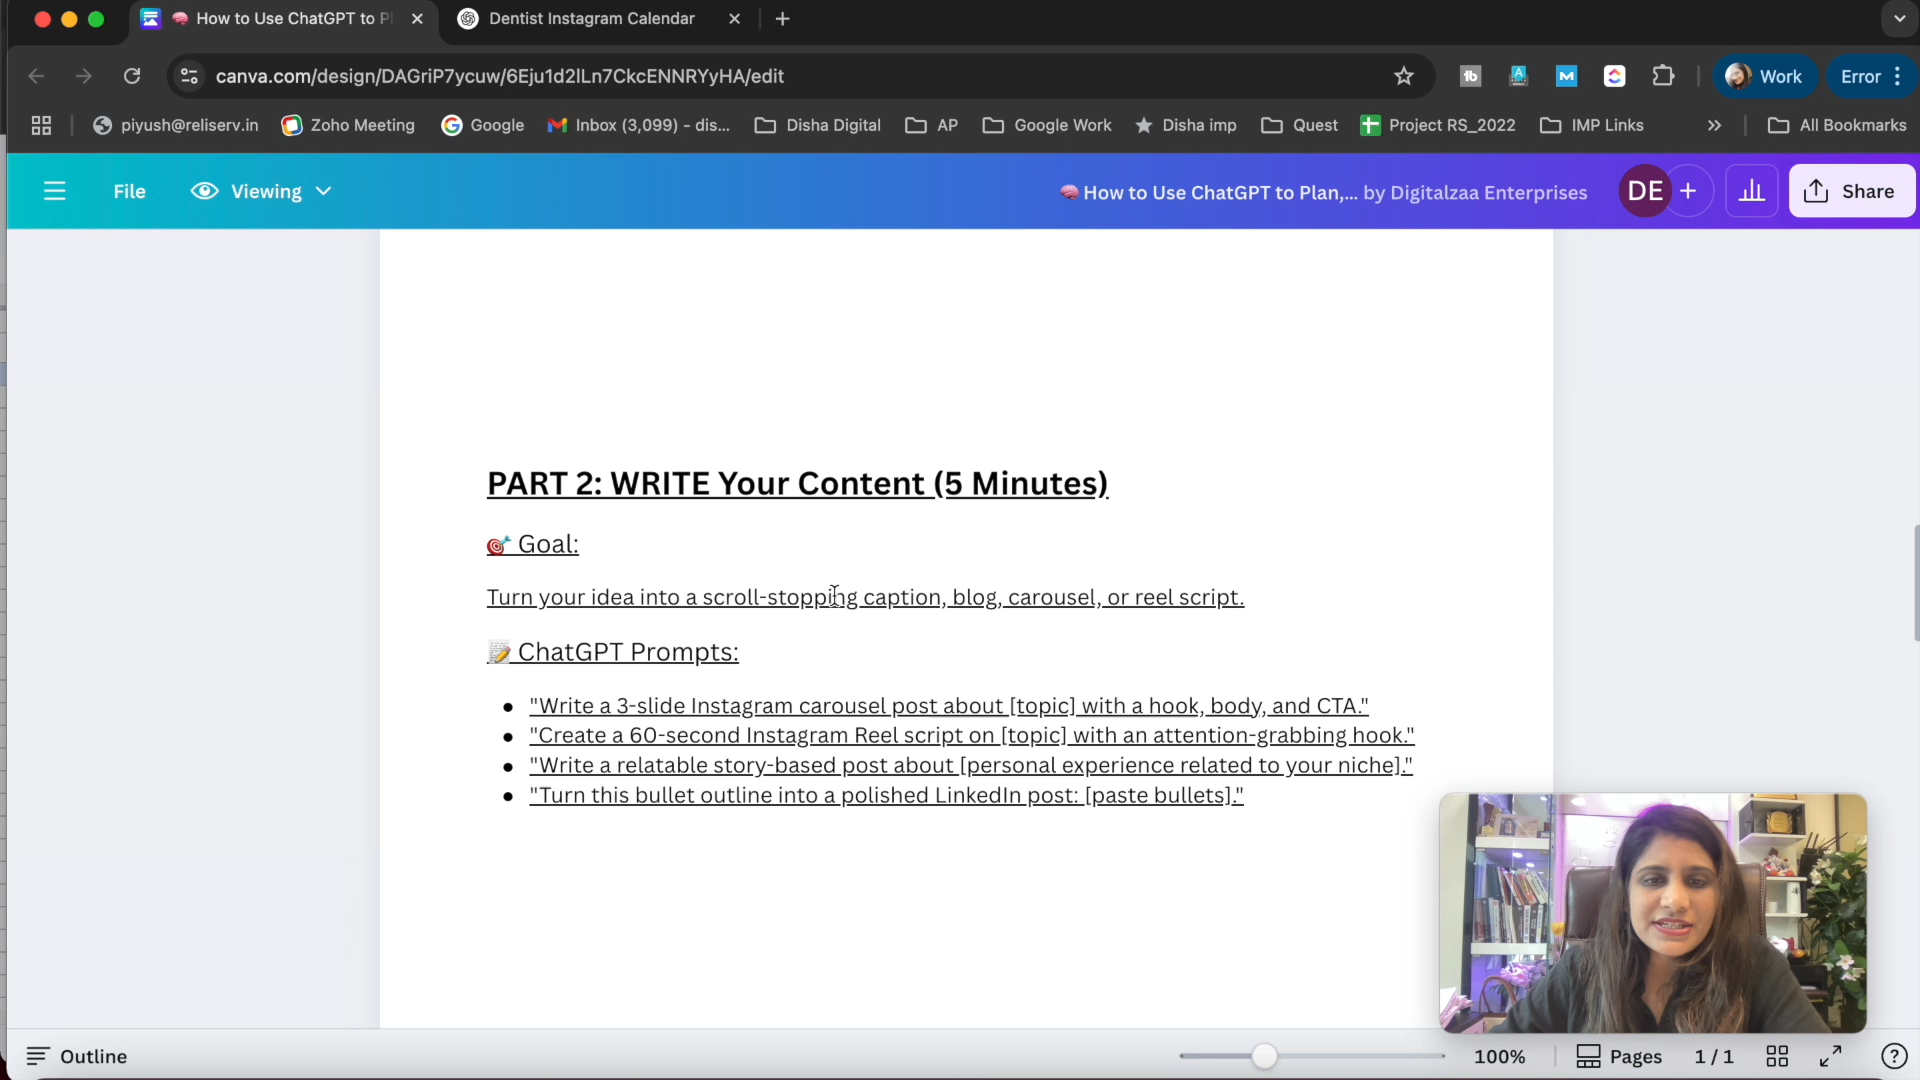 🧠 How to Use ChatGPT to Pl
Dentist Instagram Calendar
canva.com/design/DAGriP7ycuw/6Eju1d2lLn7CkcENNRYyHA/edit
Work
Error
piyush@reliserv.in
Zoho Meeting
Google
Inbox (3,099) - dis...
Disha Digital
AP
Google Work
Disha imp
Quest
Project RS_2022
IMP Links
All Bookmarks
File
Viewing
🧠How to Use ChatGPT to Plan,... by Digitalzaa Enterprises
DE
Share
PART 2: WRITE Your Content (5 Minutes)
🎯 Goal:
Turn your idea into a scroll-stopping caption, blog, carousel, or reel script.
📝 ChatGPT Prompts:
• "Write a 3-slide Instagram carousel post about [topic] with a hook, body, and CTA."
• "Create a 60-second Instagram Reel script on [topic] with an attention-grabbing hook."
• "Write a relatable story-based post about [personal experience related to your niche]."
• "Turn this bullet outline into a polished LinkedIn post: [paste bullets]."
Outline
100%
Pages
1 / 1